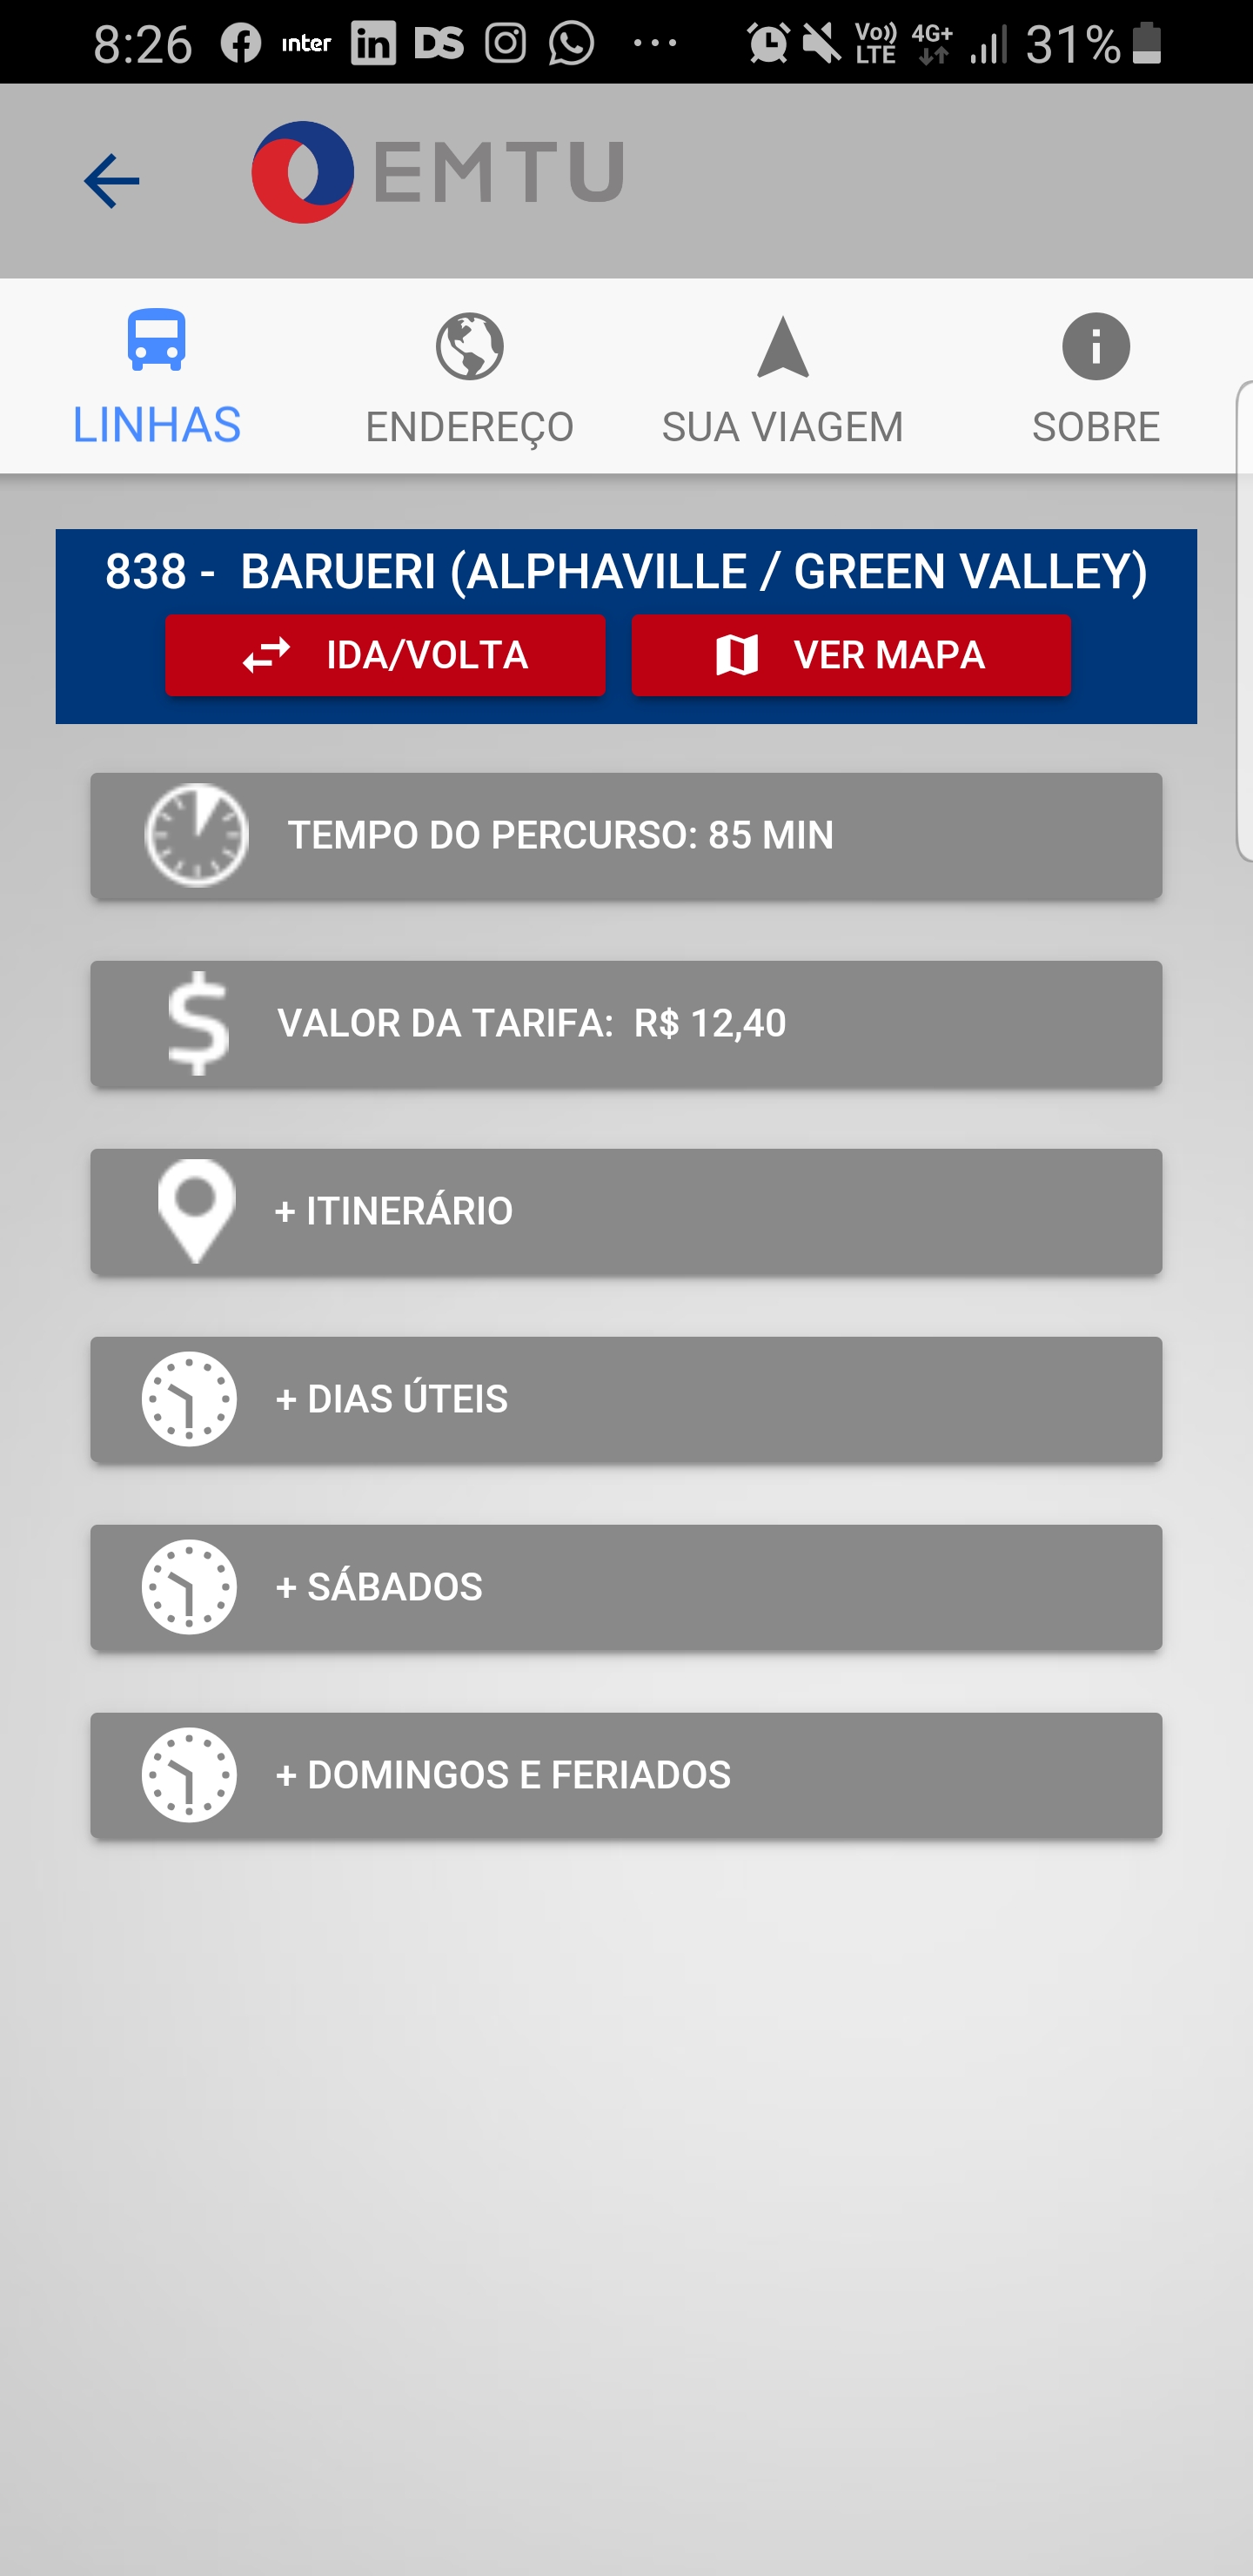 8:26 inter in DS ... Vo)) LTE 4G+ 31%
EMTU
LINHAS ENDEREÇO SUA VIAGEM SOBRE
838 - BARUERI (ALPHAVILLE / GREEN VALLEY)
IDA/VOLTA VER MAPA
TEMPO DO PERCURSO: 85 MIN
$ VALOR DA TARIFA: R$ 12,40
+ ITINERÁRIO
+ DIAS ÚTEIS
+ SÁBADOS
+ DOMINGOS E FERIADOS